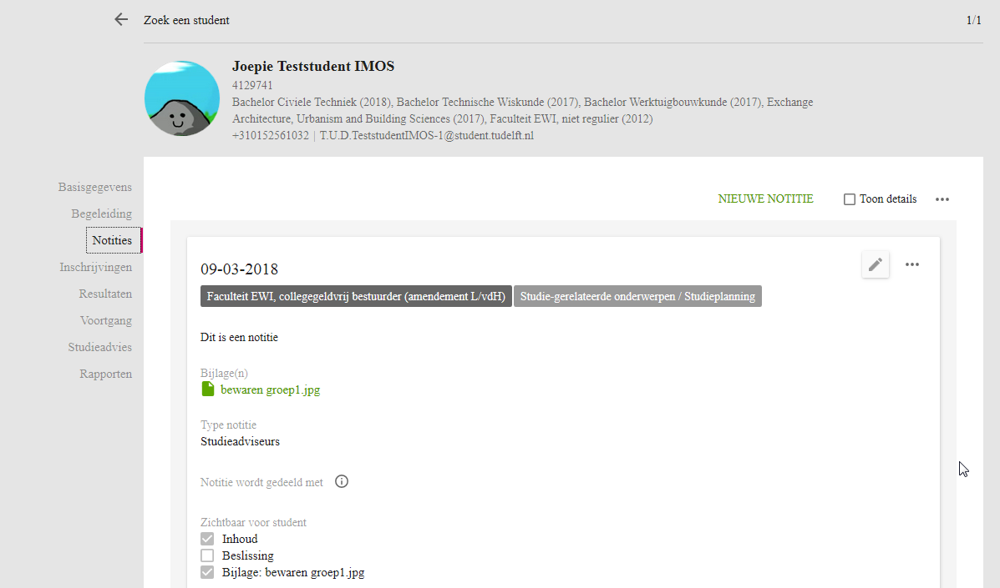 Zoek een student
1/1
Joepie Teststudent IMOS
4129741
Bachelor Civiele Techniek (2018), Bachelor Technische Wiskunde (2017), Bachelor Werktuigbouwkunde (2017), Exchange
Architecture, Urbanism and Building Sciences (2017), Faculteit EWI, niet regulier (2012)
+310152561032 | T.U.D.TeststudentIMOS-1@student.tudelft.nl
Basisgegevens
Begeleiding
Notities
Inschrijvingen
Resultaten
Voortgang
Studieadvies
Rapporten
NIEUWE NOTITIE
Toon details
09-03-2018
Faculteit EWI, collegegeldvrij bestuurder (amendement L/vdH)
Studie-gerelateerde onderwerpen / Studieplanning
Dit is een notitie
Bijlage(n)
bewaren groep1.jpg
Type notitie
Studieadviseurs
Notitie wordt gedeeld met
Zichtbaar voor student
Inhoud
Beslissing
Bijlage: bewaren groep1.jpg